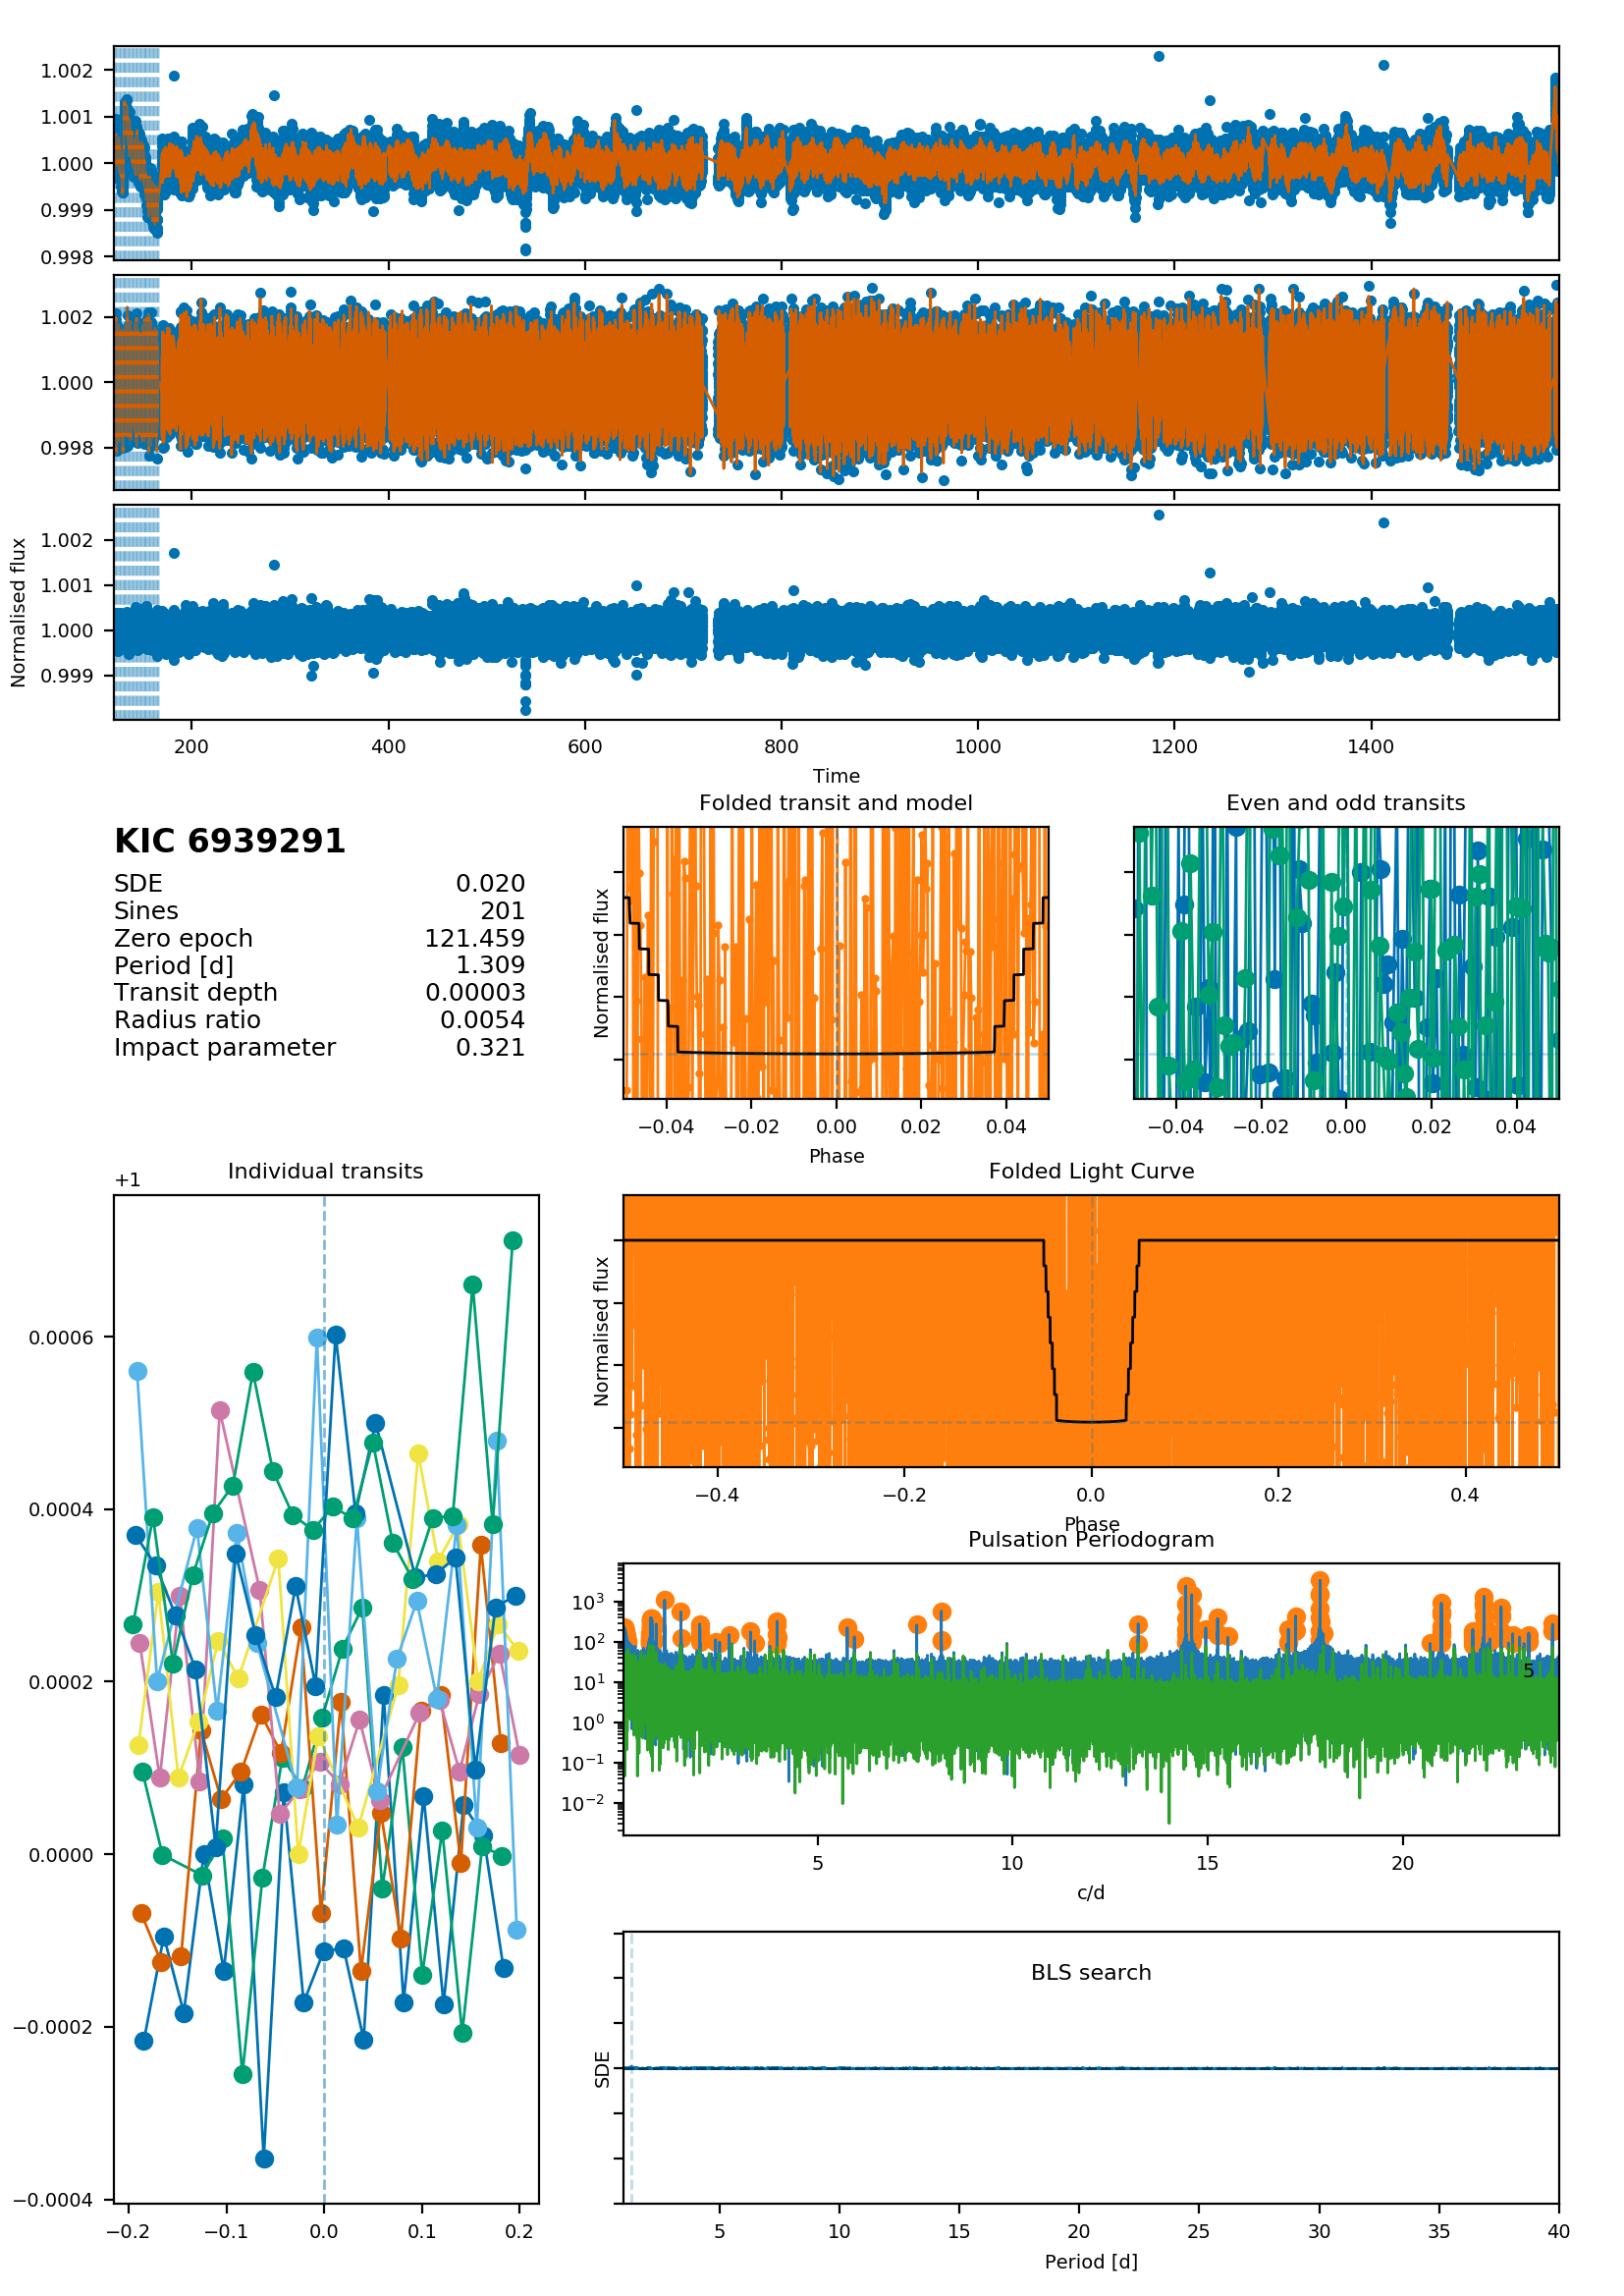 1.002
1.001
1.000
0.999
0.998
1.002
1.000
0.998
Normalised flux
1.002
1.001
1.000
0.999
200 400 600 800 1000 1200 1400
Time
KIC 6939291
SDE 0.020
Sines 201
Zero epoch 121.459
Period [d] 1.309
Transit depth 0.00003
Radius ratio 0.0054
Impact parameter 0.321
Folded transit and model
Normalised flux
−0.04 −0.02 0.00 0.02 0.04
Phase
Even and odd transits
−0.04 −0.02 0.00 0.02 0.04
Individual transits
+1
0.0006
0.0004
0.0002
0.0000
−0.0002
−0.0004
−0.2 −0.1 0.0 0.1 0.2
Folded Light Curve
Normalised flux
−0.4 −0.2 0.0 0.2 0.4
Phase
Pulsation Periodogram
10³
10²
10¹
10⁰
10⁻¹
10⁻²
5
5 10 15 20
c/d
BLS search
SDE
5 10 15 20 25 30 35 40
Period [d]